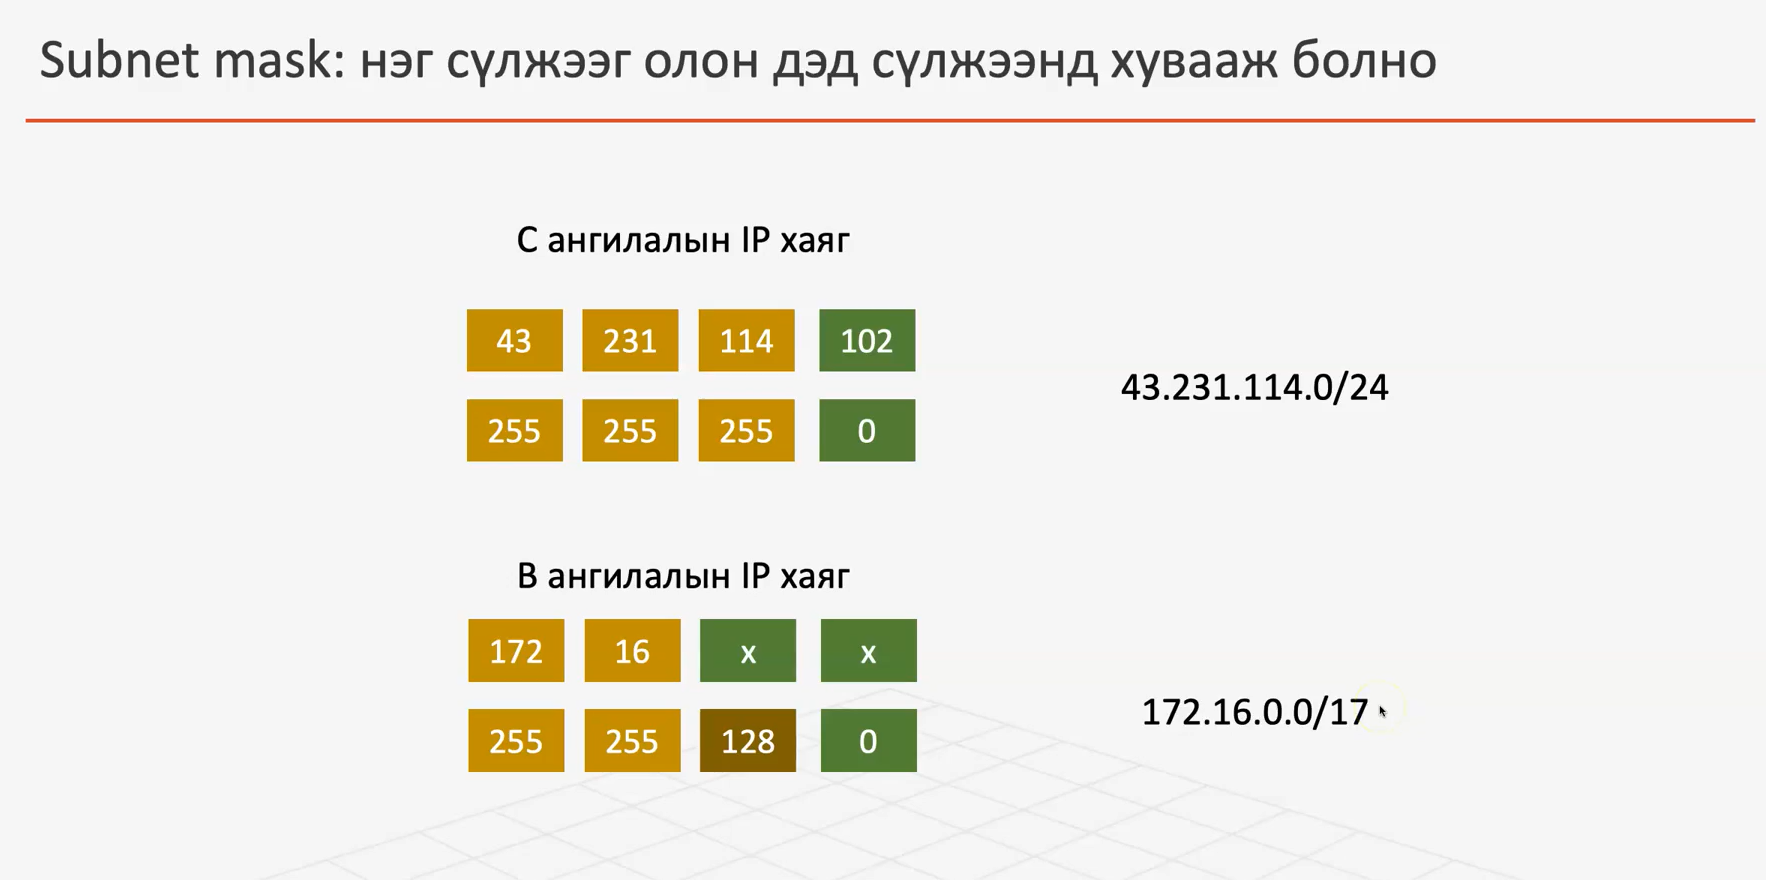 Subnet mask: нэг сүлжээг олон дэд сүлжээнд хувааж болно
C ангилалын IP хаяг
43 231 114 102
43.231.114.0/24
255 255 255 0
B ангилалын IP хаяг
172 16 x x
172.16.0.0/17
255 255 128 0